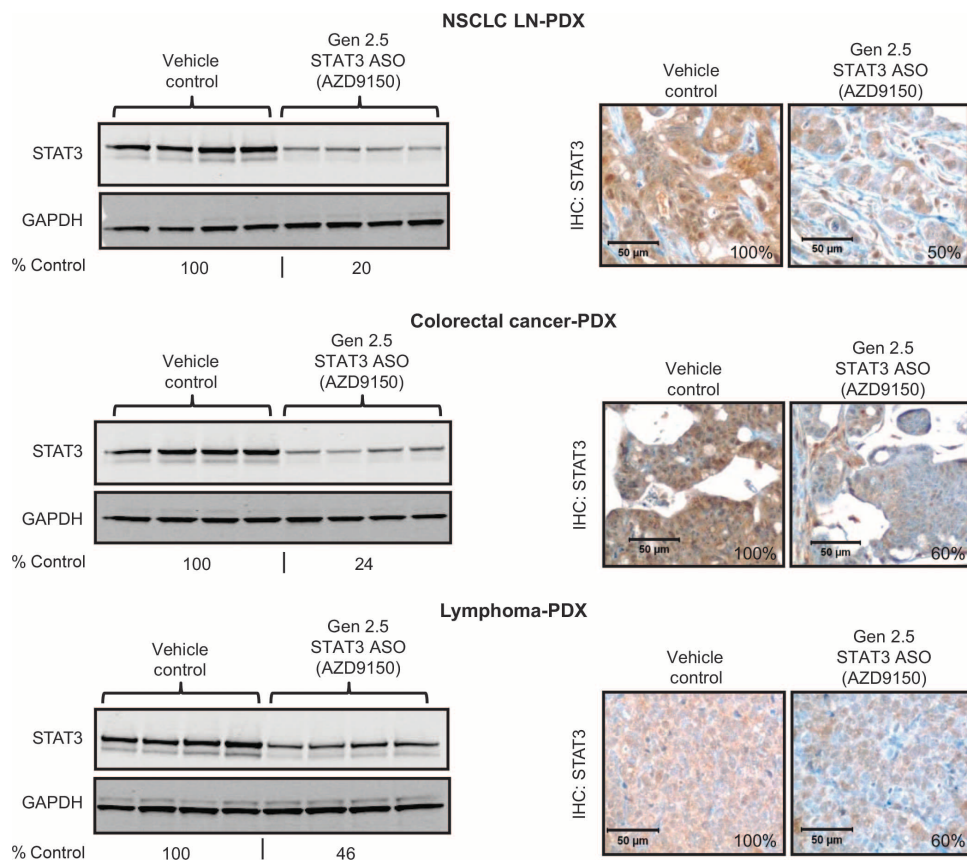 NSCLC LN-PDX
Vehicle
control
Gen 2.5
STAT3 ASO
(AZD9150)
STAT3
GAPDH
% Control 100 | 20
Vehicle
control
Gen 2.5
STAT3 ASO
(AZD9150)
IHC: STAT3
50 µm
100%
50 µm
50%
Colorectal cancer-PDX
Vehicle
control
Gen 2.5
STAT3 ASO
(AZD9150)
STAT3
GAPDH
% Control 100 | 24
Vehicle
control
Gen 2.5
STAT3 ASO
(AZD9150)
IHC: STAT3
50 µm
100%
50 µm
60%
Lymphoma-PDX
Vehicle
control
Gen 2.5
STAT3 ASO
(AZD9150)
STAT3
GAPDH
% Control 100 | 46
Vehicle
control
Gen 2.5
STAT3 ASO
(AZD9150)
IHC: STAT3
50 µm
100%
50 µm
60%